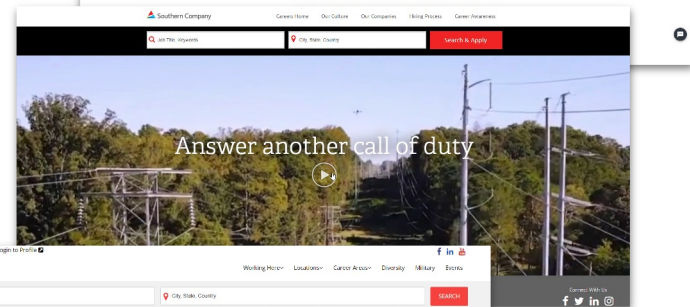 Southern Company
Careers Home Our Culture Our Companies Hiring Process Career Awareness
Job Title, Keywords
City, State, Country
Search & Apply
Answer another call of duty
Login to Profile
Working Here Locations Career Areas Diversity Military Events
City, State, Country
SEARCH
Connect With Us